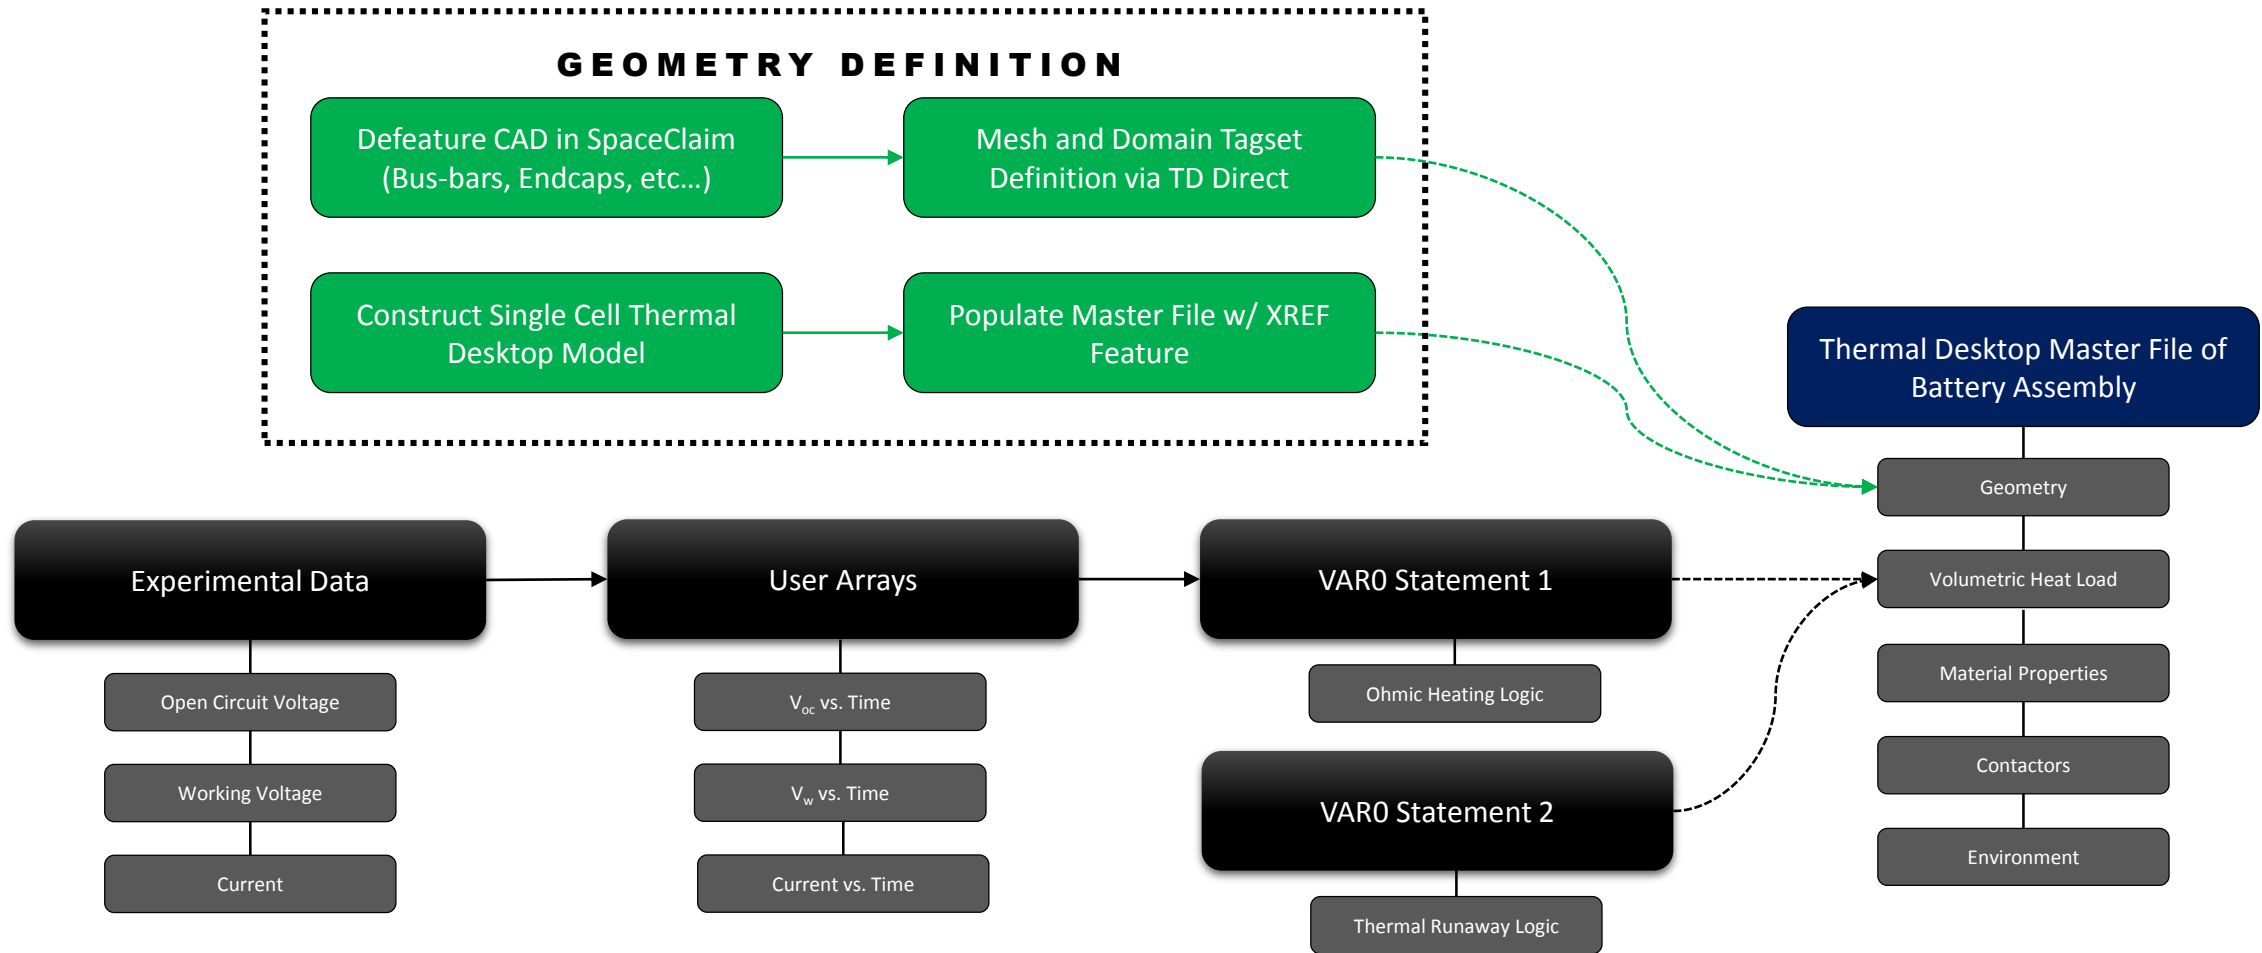 GEOMETRY DEFINITION
Defeature CAD in SpaceClaim
(Bus-bars, Endcaps, etc…)
Mesh and Domain Tagset
Definition via TD Direct
Construct Single Cell Thermal
Desktop Model
Populate Master File w/ XREF
Feature
Thermal Desktop Master File of
Battery Assembly
Geometry
Volumetric Heat Load
Material Properties
Contactors
Environment
Experimental Data
Open Circuit Voltage
Working Voltage
Current
User Arrays
Voc vs. Time
Vw vs. Time
Current vs. Time
VAR0 Statement 1
Ohmic Heating Logic
VAR0 Statement 2
Thermal Runaway Logic